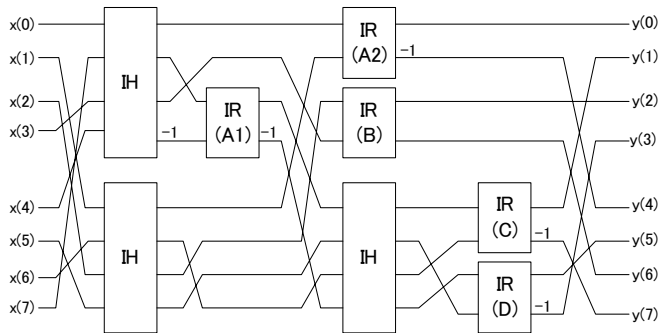 x(0)
x(1)
x(2)
x(3)
x(4)
x(5)
x(6)
x(7)
IH
-1
IH
IR
(A1)
-1
IR
(A2)
-1
IR
(B)
IH
IR
(C)
-1
IR
(D)
-1
y(0)
y(1)
y(2)
y(3)
y(4)
y(5)
y(6)
y(7)